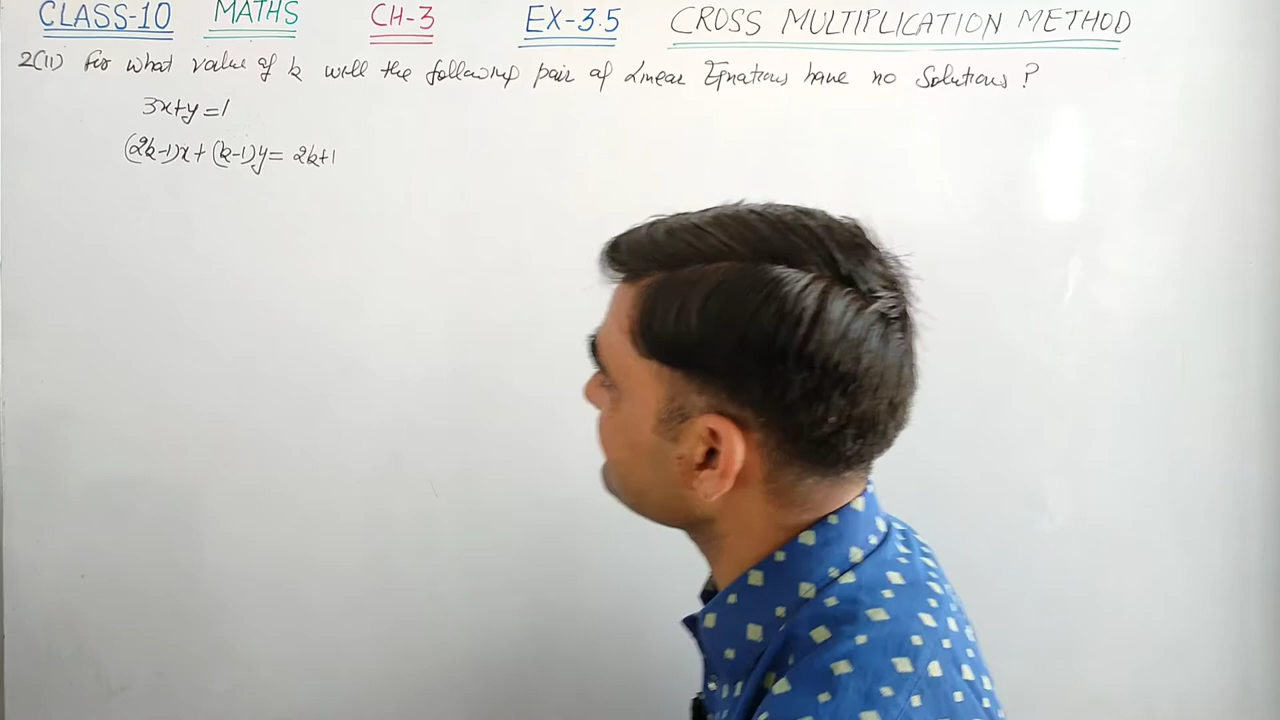 CLASS-10 MATHS CH-3 EX-3.5 CROSS MULTIPLICATION METHOD
2(ii) For what value of k will the following pair of Linear Equations have no Solutions?
3x+y=1
(2k-1)x+(k-1)y= 2k+1